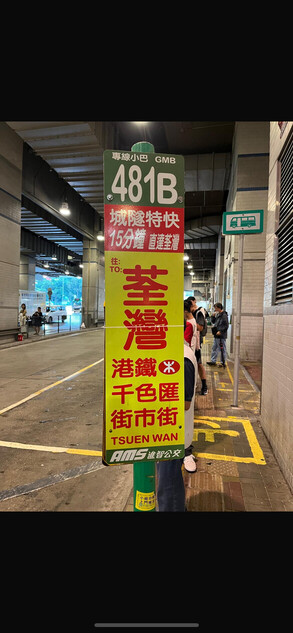 專線小巴 GMB
481B
城隧特快
15分鐘 直達荃灣
往:
TO:
荃
灣
港鐵
千色匯
街市街
TSUEN WAN
AMS 進智公交